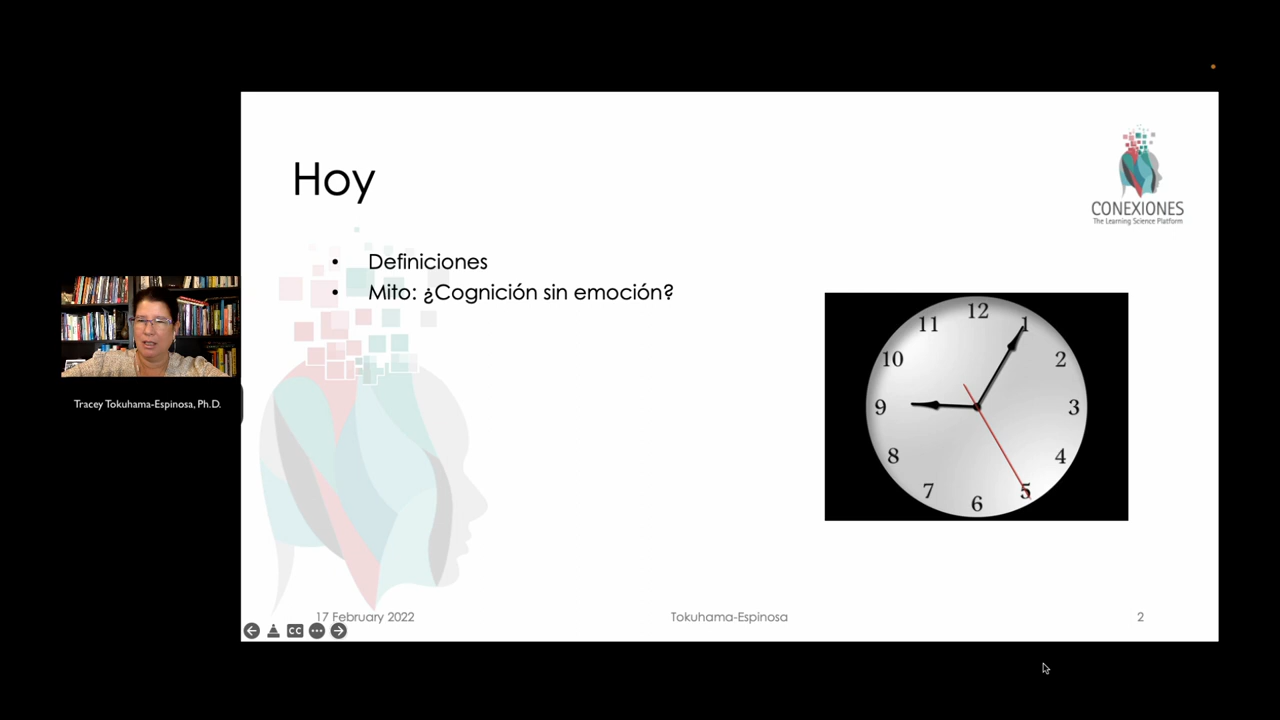 Hoy
CONEXIONES
The Learning Science Platform
• Definiciones
• Mito: ¿Cognición sin emoción?
12
11
1
10
2
9
3
8
4
7
5
6
Tracey Tokuhama-Espinosa, Ph.D.
17 February 2022
Tokuhama-Espinosa
2
CC